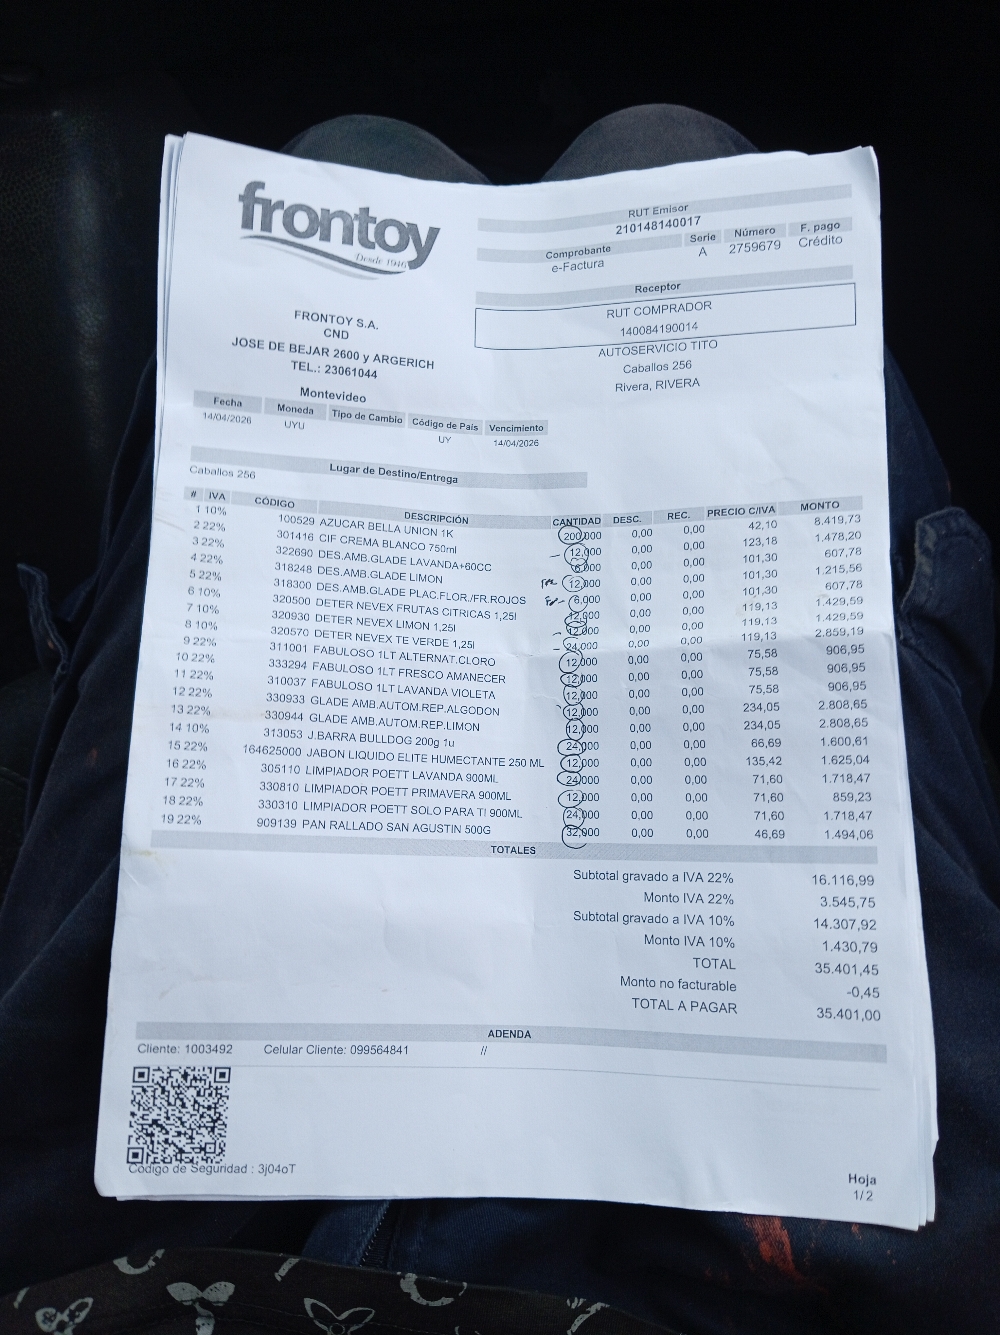 frontoy
Desde 1946
RUT Emisor
210148140017
Comprobante Serie Número F. pago
e-Factura A 2759679 Crédito
Receptor
RUT COMPRADOR
140084190014
AUTOSERVICIO TITO
Caballos 256
Rivera, RIVERA
FRONTOY S.A.
CND
JOSE DE BEJAR 2600 y ARGERICH
TEL.: 23061044
Montevideo
Fecha Moneda Tipo de Cambio Código de País Vencimiento
14/04/2026 UYU UY 14/04/2026
Lugar de Destino/Entrega
Caballos 256
# IVA CÓDIGO DESCRIPCIÓN CANTIDAD DESC. REC. PRECIO C/IVA MONTO
1 10% 100529 AZUCAR BELLA UNION 1K 200,000 0,00 0,00 42,10 8.419,73
2 22% 301416 CIF CREMA BLANCO 750ml 12,000 0,00 0,00 123,18 1.478,20
3 22% 322690 DES.AMB.GLADE LAVANDA+60CC 6,000 0,00 0,00 101,30 607,78
4 22% 318248 DES.AMB.GLADE LIMON 12,000 0,00 0,00 101,30 1.215,56
5 22% 318300 DES.AMB.GLADE PLAC.FLOR./FR.ROJOS 6,000 0,00 0,00 101,30 607,78
6 10% 320500 DETER NEVEX FRUTAS CITRICAS 1,25l 12,000 0,00 0,00 119,13 1.429,59
7 10% 320930 DETER NEVEX LIMON 1,25l 12,000 0,00 0,00 119,13 1.429,59
8 10% 320570 DETER NEVEX TE VERDE 1,25l 24,000 0,00 0,00 119,13 2.859,19
9 22% 311001 FABULOSO 1LT ALTERNAT.CLORO 12,000 0,00 0,00 75,58 906,95
10 22% 333294 FABULOSO 1LT FRESCO AMANECER 12,000 0,00 0,00 75,58 906,95
11 22% 310037 FABULOSO 1LT LAVANDA VIOLETA 12,000 0,00 0,00 75,58 906,95
12 22% 330933 GLADE AMB.AUTOM.REP.ALGODON 12,000 0,00 0,00 234,05 2.808,65
13 22% 330944 GLADE AMB.AUTOM.REP.LIMON 12,000 0,00 0,00 234,05 2.808,65
14 10% 313053 J.BARRA BULLDOG 200g 1u 24,000 0,00 0,00 66,69 1.600,61
15 22% 164625000 JABON LIQUIDO ELITE HUMECTANTE 250 ML 12,000 0,00 0,00 135,42 1.625,04
16 22% 305110 LIMPIADOR POETT LAVANDA 900ML 24,000 0,00 0,00 71,60 1.718,47
17 22% 330810 LIMPIADOR POETT PRIMAVERA 900ML 12,000 0,00 0,00 71,60 859,23
18 22% 330310 LIMPIADOR POETT SOLO PARA TI 900ML 24,000 0,00 0,00 71,60 1.718,47
19 22% 909139 PAN RALLADO SAN AGUSTIN 500G 32,000 0,00 0,00 46,69 1.494,06
TOTALES
Subtotal gravado a IVA 22% 16.116,99
Monto IVA 22% 3.545,75
Subtotal gravado a IVA 10% 14.307,92
Monto IVA 10% 1.430,79
TOTAL 35.401,45
Monto no facturable -0,45
TOTAL A PAGAR 35.401,00
ADENDA
Cliente: 1003492 Celular Cliente: 099564841 //
Código de Seguridad : 3j04oT
Hoja
1/2